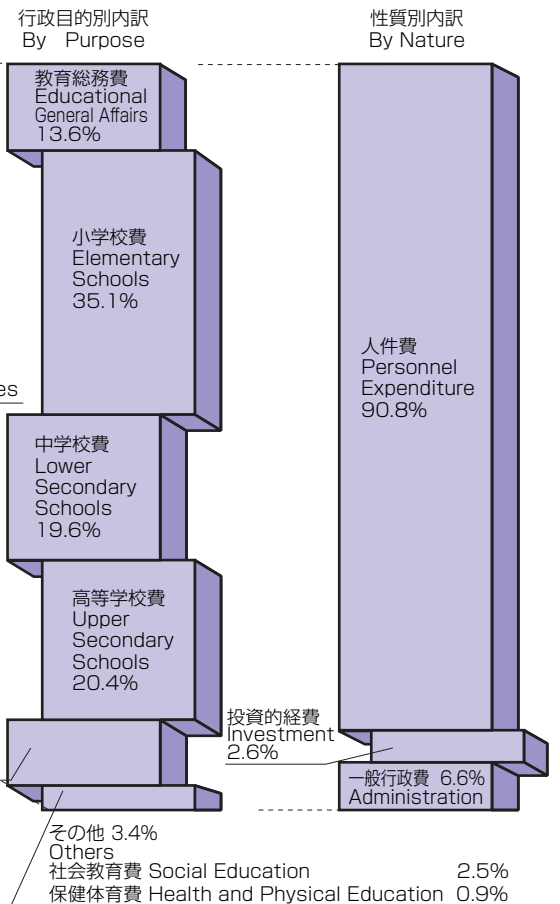 行政目的別内訳
By Purpose
教育総務費
Educational
General Affairs
13.6%
小学校費
Elementary
Schools
35.1%
es
中学校費
Lower
Secondary
Schools
19.6%
高等学校費
Upper
Secondary
Schools
20.4%
その他 3.4%
Others
社会教育費 Social Education 2.5%
保健体育費 Health and Physical Education 0.9%
性質別内訳
By Nature
人件費
Personnel
Expenditure
90.8%
投資的経費
Investment
2.6%
一般行政費 6.6%
Administration